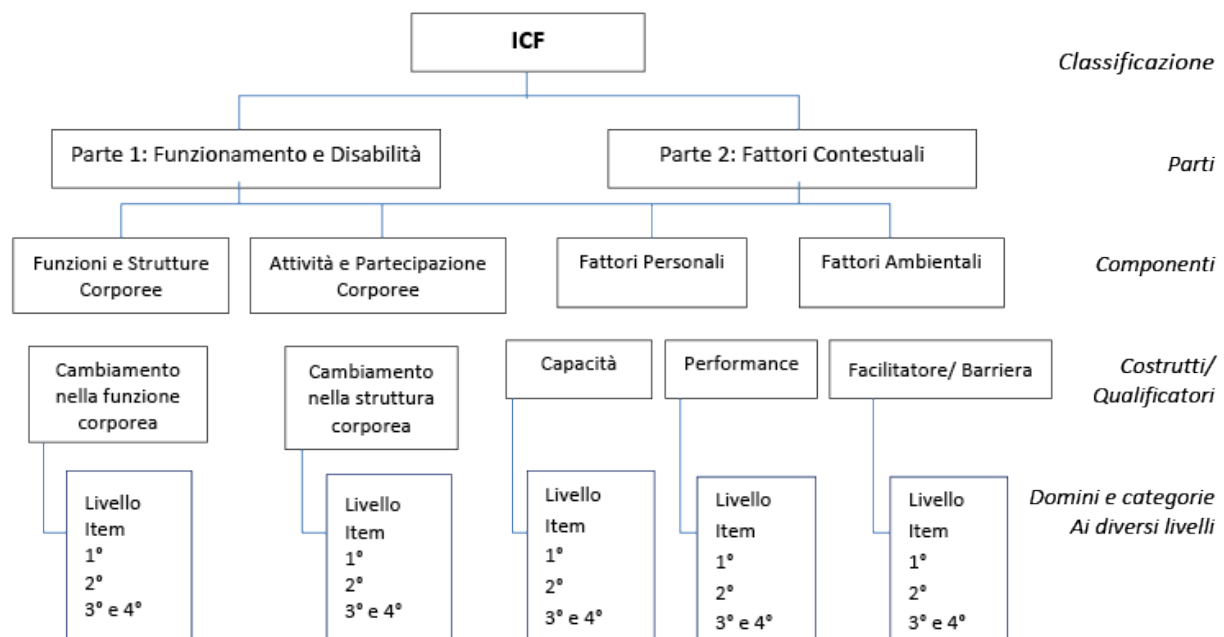 ICF
Classificazione
Parte 1: Funzionamento e Disabilità
Parte 2: Fattori Contestuali
Parti
Funzioni e Strutture
Corporee
Attività e Partecipazione
Corporee
Fattori Personali
Fattori Ambientali
Componenti
Cambiamento
nella funzione
corporea
Cambiamento
nella struttura
corporea
Capacità
Performance
Facilitatore/ Barriera
Costrutti/
Qualificatori
Livello
Item
1°
2°
3° e 4°
Livello
Item
1°
2°
3° e 4°
Livello
Item
1°
2°
3° e 4°
Livello
Item
1°
2°
3° e 4°
Livello
Item
1°
2°
3° e 4°
Domini e categorie
Ai diversi livelli